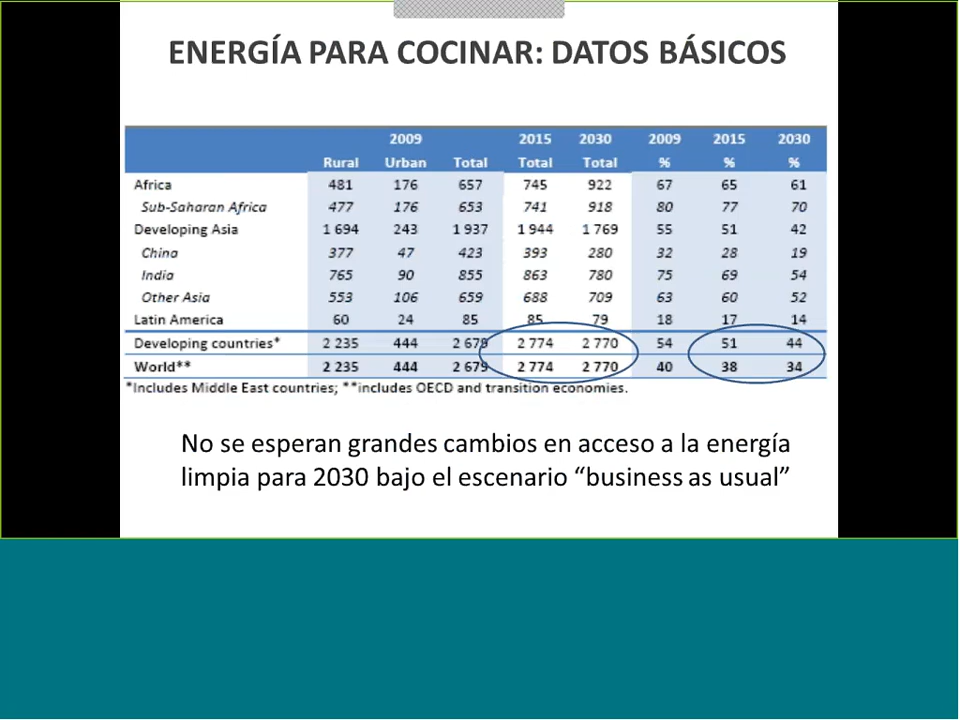 ENERGÍA PARA COCINAR: DATOS BÁSICOS
2009 2015 2030 2009 2015 2030
Rural Urban Total Total Total % % %
Africa 481 176 657 745 922 67 65 61
Sub-Saharan Africa 477 176 653 741 918 80 77 70
Developing Asia 1 694 243 1 937 1 944 1 769 55 51 42
China 377 47 423 393 280 32 28 19
India 765 90 855 863 780 75 69 54
Other Asia 553 106 659 688 709 63 60 52
Latin America 60 24 85 85 79 18 17 14
Developing countries* 2 235 444 2 679 2 774 2 770 54 51 44
World** 2 235 444 2 679 2 774 2 770 40 38 34
*Includes Middle East countries; **includes OECD and transition economies.
No se esperan grandes cambios en acceso a la energía
limpia para 2030 bajo el escenario “business as usual”